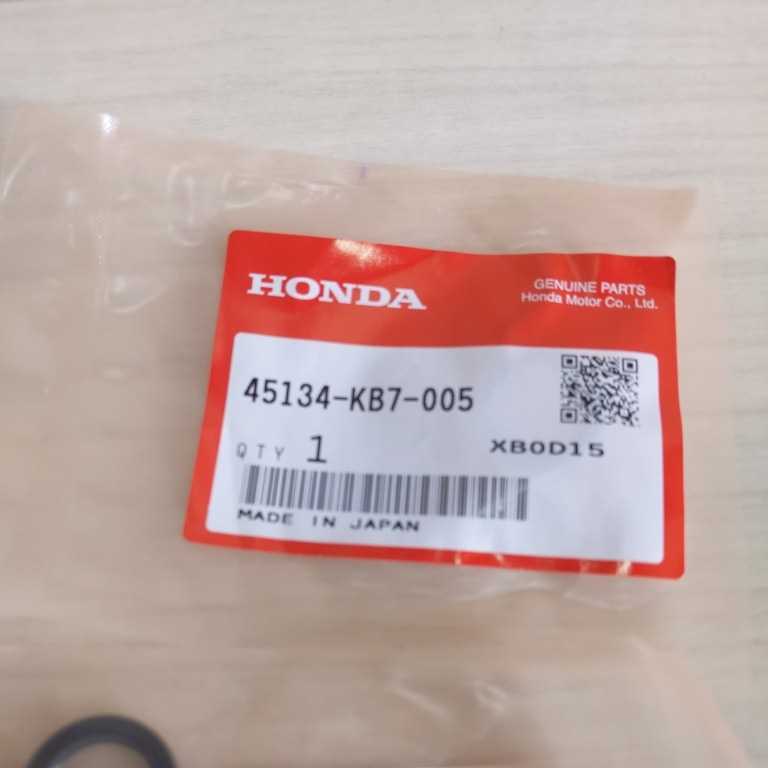 HONDA
GENUINE PARTS
Honda Motor Co., Ltd.
45134-KB7-005
QTY 1
XB0D15
MADE IN JAPAN